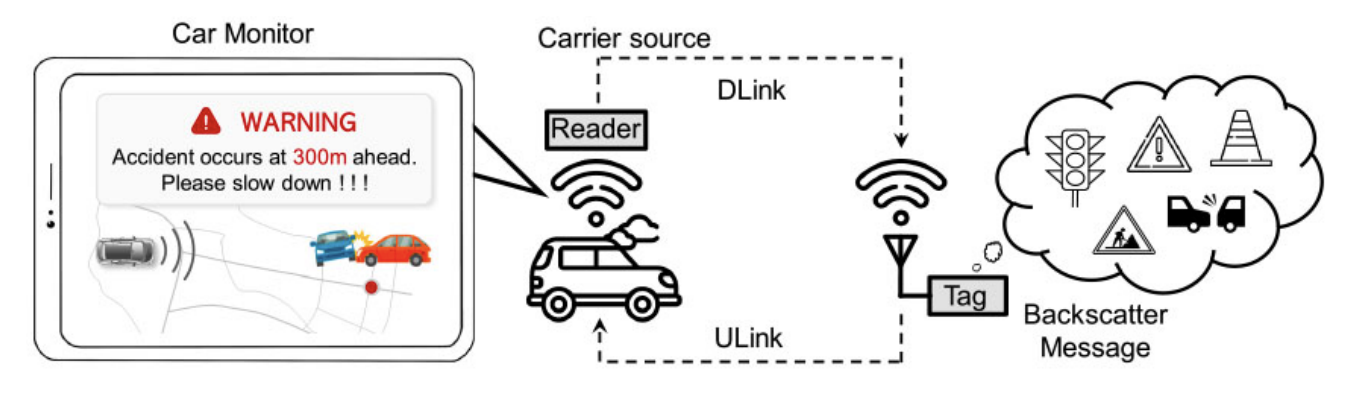 Car Monitor
WARNING
Accident occurs at 300m ahead.
Please slow down ! ! !
Carrier source
Reader
DLink
ULink
Tag
Backscatter
Message